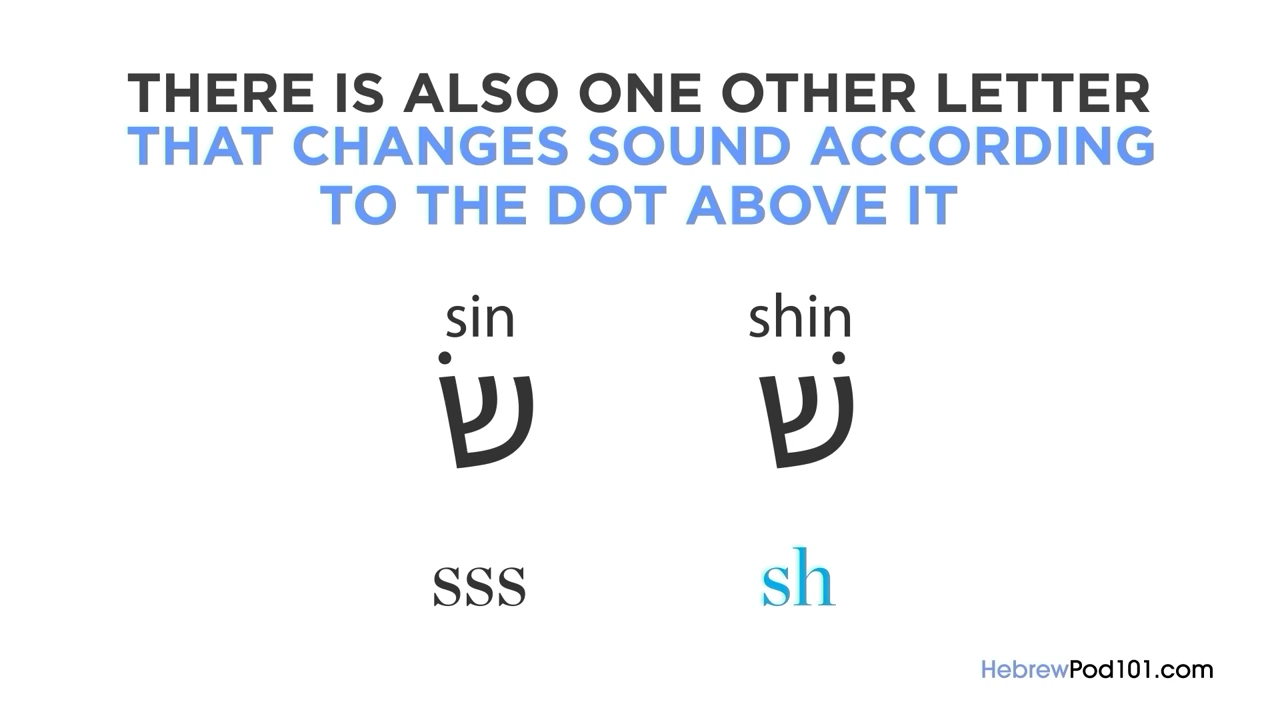 THERE IS ALSO ONE OTHER LETTER
THAT CHANGES SOUND ACCORDING
TO THE DOT ABOVE IT
sin shin
שׂ שׁ
sss sh
HebrewPod101.com